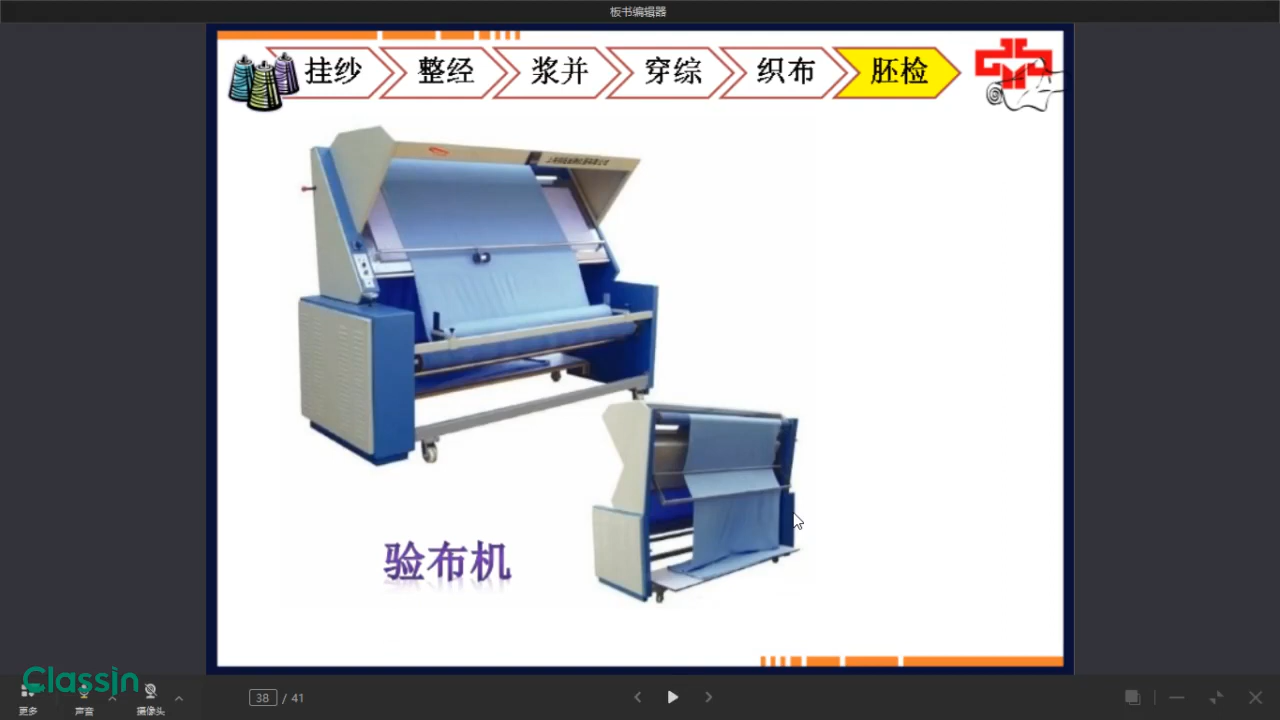 板书编辑器
挂纱 整经 浆并 穿综 织布 胚检
验布机
ClassIn
更多 声音 摄像头 38 / 41